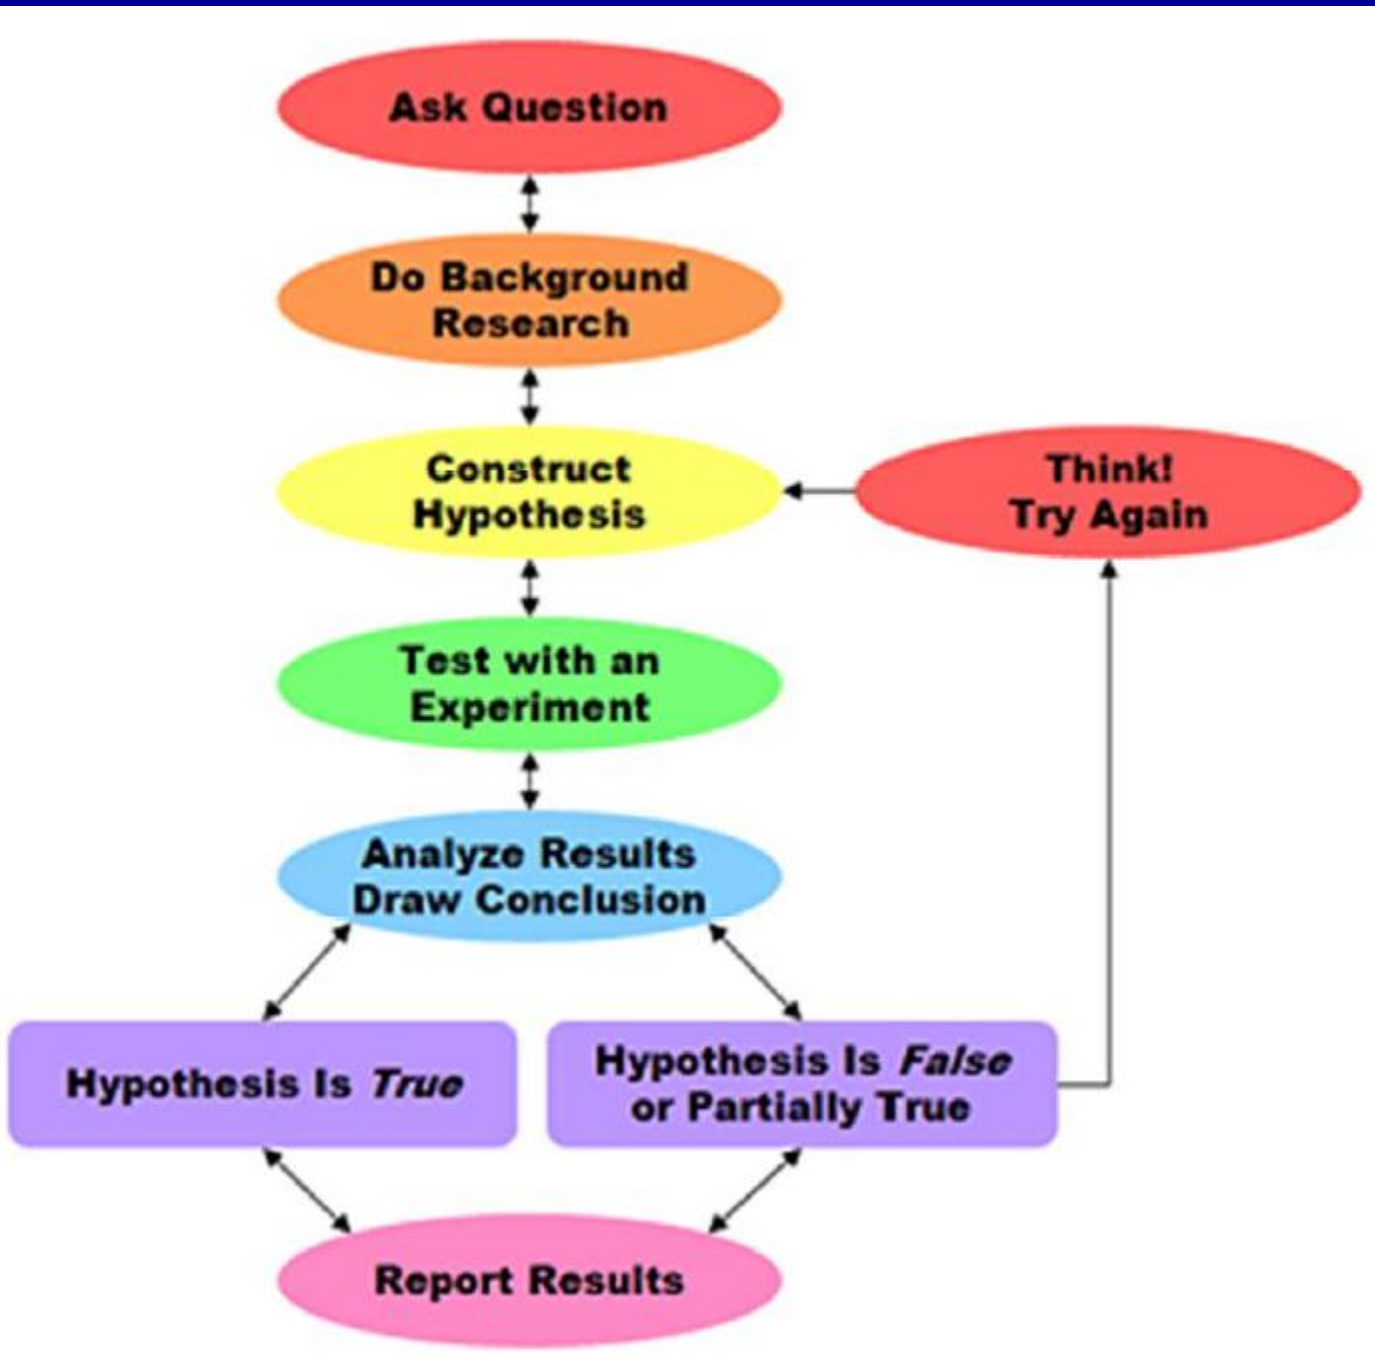 Ask Question
Do Background
Research
Construct
Hypothesis
Think!
Try Again
Test with an
Experiment
Analyze Results
Draw Conclusion
Hypothesis Is True
Hypothesis Is False
or Partially True
Report Results